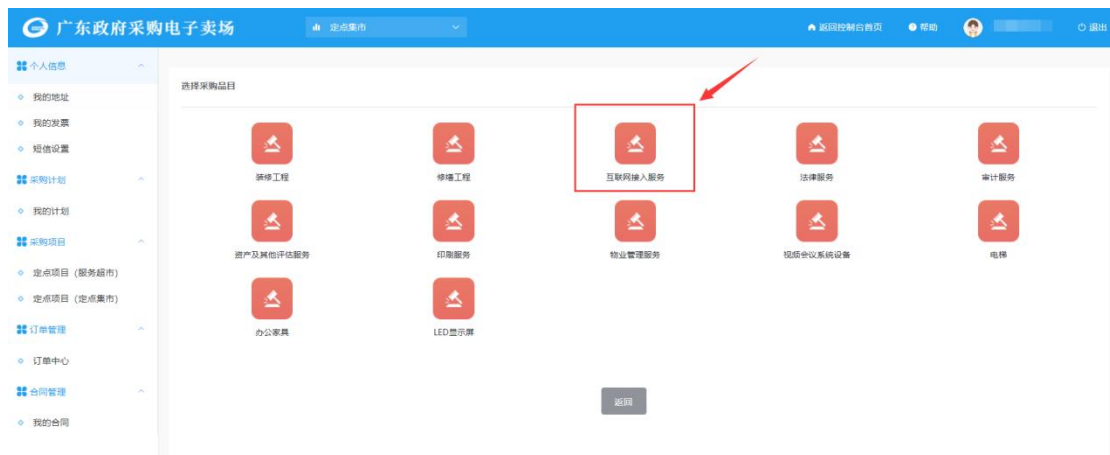 广东政府采购电子卖场
定点集市
返回控制台首页
帮助
退出
个人信息
我的地址
我的发票
短信设置
采购计划
我的计划
采购项目
定点项目（服务超市）
定点项目（定点集市）
订单管理
订单中心
合同管理
我的合同
选择采购品目
装修工程 修缮工程 互联网接入服务 法律服务 审计服务
资产及其他评估服务 印刷服务 物业管理服务 视频会议系统设备 电梯
办公家具 LED显示屏
返回